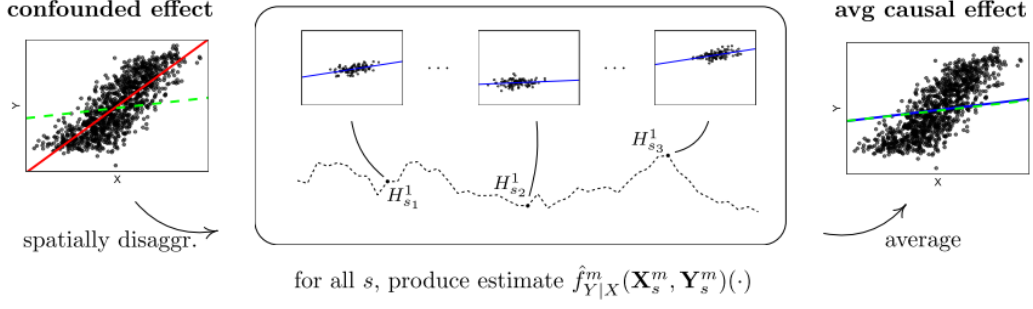 confounded effect
avg causal effect
Y
X
. . .
. . .
Y
X
$H^1_{s_1}$
$H^1_{s_2}$
$H^1_{s_3}$
spatially disaggr.
average
for all $s$, produce estimate $\hat{f}^m_{Y|X}(\mathbf{X}^m_s, \mathbf{Y}^m_s)(\cdot)$